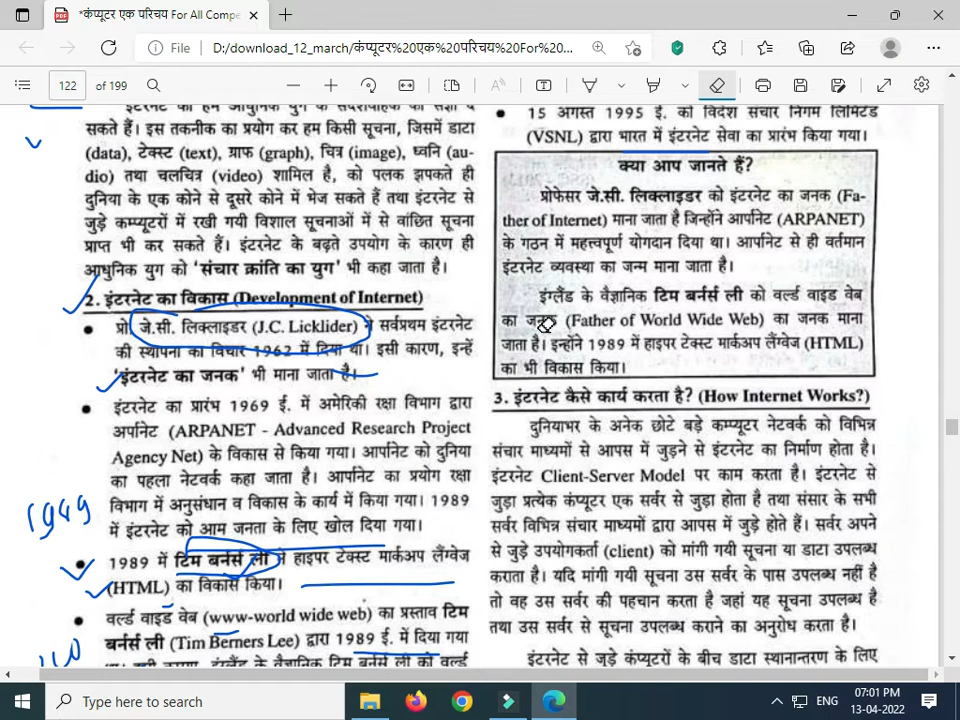 *कंप्यूटर एक परिचय For All Compe
File
D:/download_12_march/कंप्यूटर%20एक%20परिचय%20For%20...
122 of 199
सकते हैं। इस तकनीक का प्रयोग कर हम किसी सूचना, जिसमें डाटा
(data), टेक्स्ट (text), ग्राफ (graph), चित्र (image), ध्वनि (au-
dio) तथा चलचित्र (video) शामिल है, को पलक झपकते ही
दुनिया के एक कोने से दूसरे कोने में भेज सकते हैं तथा इंटरनेट से
जुड़े कम्प्यूटरों में रखी गयी विशाल सूचनाओं में से वांछित सूचना
प्राप्त भी कर सकते हैं। इंटरनेट के बढ़ते उपयोग के कारण ही
आधुनिक युग को 'संचार क्रांति का युग' भी कहा जाता है।
2. इंटरनेट का विकास (Development of Internet)
प्रो. जे.सी. लिक्लाइडर (J.C. Licklider) ने सर्वप्रथम इंटरनेट
की स्थापना का विचार 1962 में दिया था। इसी कारण, इन्हें
'इंटरनेट का जनक' भी माना जाता है।
इंटरनेट का प्रारंभ 1969 ई. में अमेरिकी रक्षा विभाग द्वारा
अर्पानेट (ARPANET - Advanced Research Project
Agency Net) के विकास से किया गया। आपनेट को दुनिया
का पहला नेटवर्क कहा जाता है। आर्पनेट का प्रयोग रक्षा
विभाग में अनुसंधान व विकास के कार्य में किया गया। 1989
में इंटरनेट को आम जनता के लिए खोल दिया गया।
1949
1989 में टिम बर्नर्स ली ने हाइपर टेक्स्ट मार्कअप लैंग्वेज
(HTML) का विकास किया।
वर्ल्ड वाइड वेब (www-world wide web) का प्रस्ताव टिम
बर्नर्स ली (Tim Berners Lee) द्वारा 1989 ई. में दिया गया
इंग्लैंड के वैज्ञानिक टिम बर्नर्स ली को वर्ल्ड
15 अगस्त 1995 ई. को विदेश संचार निगम लिमिटेड
(VSNL) द्वारा भारत में इंटरनेट सेवा का प्रारंभ किया गया।
क्या आप जानते हैं?
प्रोफेसर जे.सी. लिक्लाइडर को इंटरनेट का जनक (Fa-
ther of Internet) माना जाता है जिन्होंने आर्पानेट (ARPANET)
के गठन में महत्त्वपूर्ण योगदान दिया था। आर्पानेट से ही वर्तमान
इंटरनेट व्यवस्था का जन्म माना जाता है।
इंग्लैंड के वैज्ञानिक टिम बर्नर्स ली को वर्ल्ड वाइड वेब
का जनक (Father of World Wide Web) का जनक माना
जाता है। इन्होंने 1989 में हाइपर टेक्स्ट मार्कअप लैंग्वेज (HTML)
का भी विकास किया।
3. इंटरनेट कैसे कार्य करता है? (How Internet Works?)
दुनियाभर के अनेक छोटे बड़े कम्प्यूटर नेटवर्क को विभिन्न
संचार माध्यमों से आपस में जुड़ने से इंटरनेट का निर्माण होता है।
इंटरनेट Client-Server Model पर काम करता है। इंटरनेट से
जुड़ा प्रत्येक कंप्यूटर एक सर्वर से जुड़ा होता है तथा संसार के सभी
सर्वर विभिन्न संचार माध्यमों द्वारा आपस में जुड़े होते हैं। सर्वर अपने
से जुड़े उपयोगकर्ता (client) को मांगी गयी सूचना या डाटा उपलब्ध
कराता है। यदि मांगी गयी सूचना उस सर्वर के पास उपलब्ध नहीं है
तो वह उस सर्वर की पहचान करता है जहां यह सूचना उपलब्ध है
तथा उस सर्वर से सूचना उपलब्ध कराने का अनुरोध करता है।
इंटरनेट से जुड़े कंप्यूटरों के बीच डाटा स्थानान्तरण के लिए
Type here to search
ENG
07:01 PM
13-04-2022